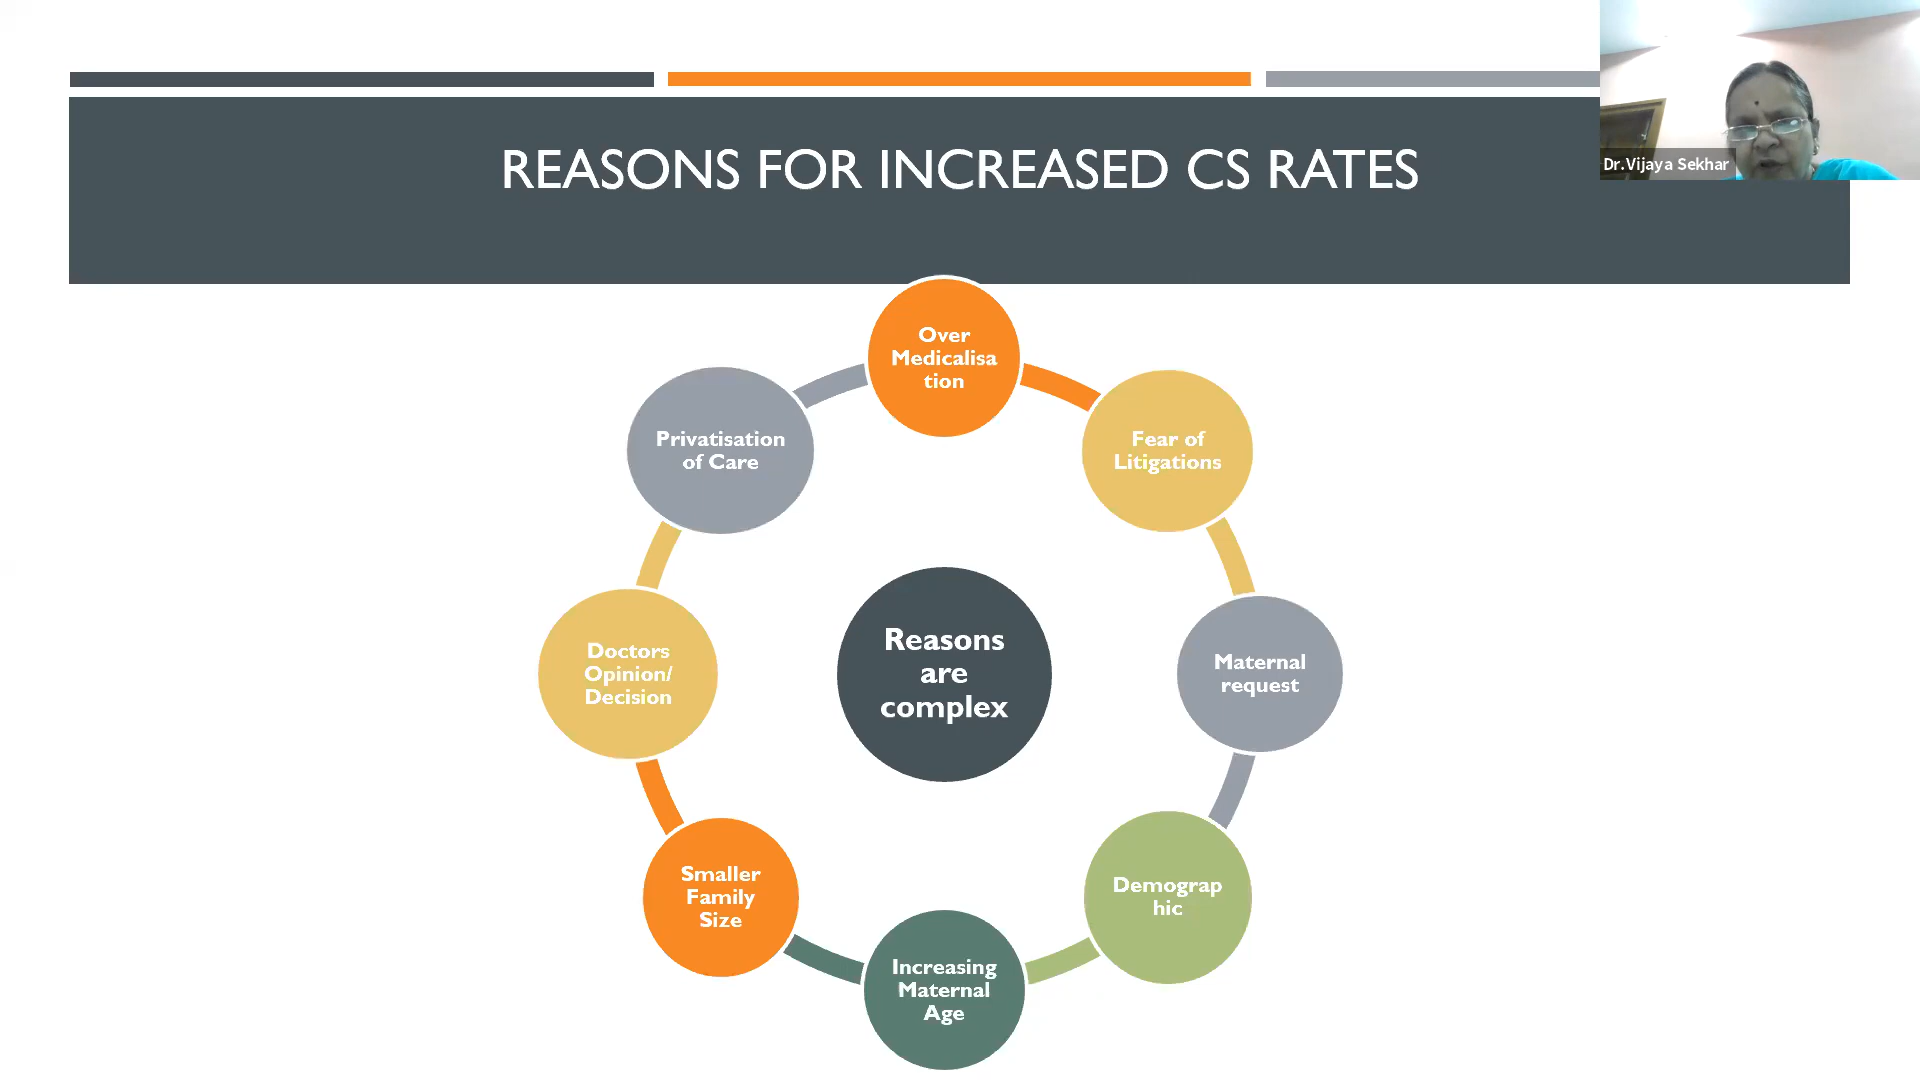 REASONS FOR INCREASED CS RATES
Dr.Vijaya Sekhar
Over
Medicalisa
tion
Fear of
Litigations
Maternal
request
Demograp
hic
Increasing
Maternal
Age
Smaller
Family
Size
Doctors
Opinion/
Decision
Privatisation
of Care
Reasons
are
complex